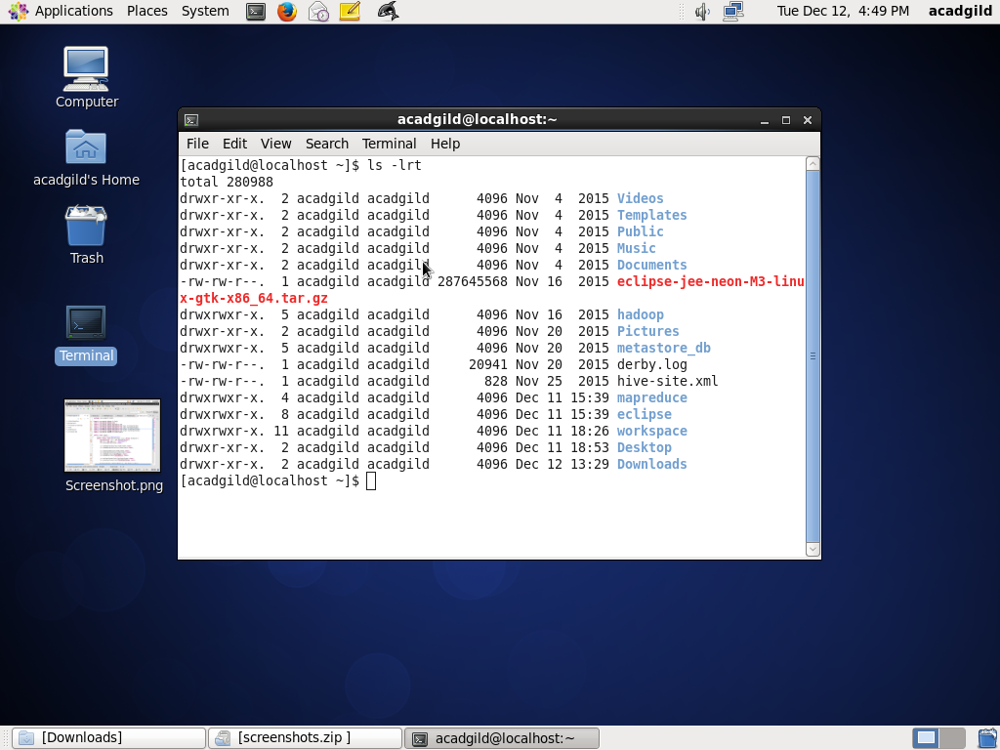 Applications Places System Tue Dec 12, 4:49 PM acadgild
Computer
acadgild's Home
Trash
Terminal
Screenshot.png
acadgild@localhost:~
File Edit View Search Terminal Help
[acadgild@localhost ~]$ ls -lrt
total 280988
drwxr-xr-x.  2 acadgild acadgild      4096 Nov  4  2015 Videos
drwxr-xr-x.  2 acadgild acadgild      4096 Nov  4  2015 Templates
drwxr-xr-x.  2 acadgild acadgild      4096 Nov  4  2015 Public
drwxr-xr-x.  2 acadgild acadgild      4096 Nov  4  2015 Music
drwxr-xr-x.  2 acadgild acadgild      4096 Nov  4  2015 Documents
-rw-rw-r--.  1 acadgild acadgild 287645568 Nov 16  2015 eclipse-jee-neon-M3-linu
x-gtk-x86_64.tar.gz
drwxrwxr-x.  5 acadgild acadgild      4096 Nov 16  2015 hadoop
drwxr-xr-x.  2 acadgild acadgild      4096 Nov 20  2015 Pictures
drwxrwxr-x.  5 acadgild acadgild      4096 Nov 20  2015 metastore_db
-rw-rw-r--.  1 acadgild acadgild     20941 Nov 20  2015 derby.log
-rw-rw-r--.  1 acadgild acadgild       828 Nov 25  2015 hive-site.xml
drwxrwxr-x.  4 acadgild acadgild      4096 Dec 11 15:39 mapreduce
drwxrwxr-x.  8 acadgild acadgild      4096 Dec 11 15:39 eclipse
drwxrwxr-x. 11 acadgild acadgild      4096 Dec 11 18:26 workspace
drwxr-xr-x.  2 acadgild acadgild      4096 Dec 11 18:53 Desktop
drwxr-xr-x.  2 acadgild acadgild      4096 Dec 12 13:29 Downloads
[acadgild@localhost ~]$
[Downloads] [screenshots.zip ] acadgild@localhost:~